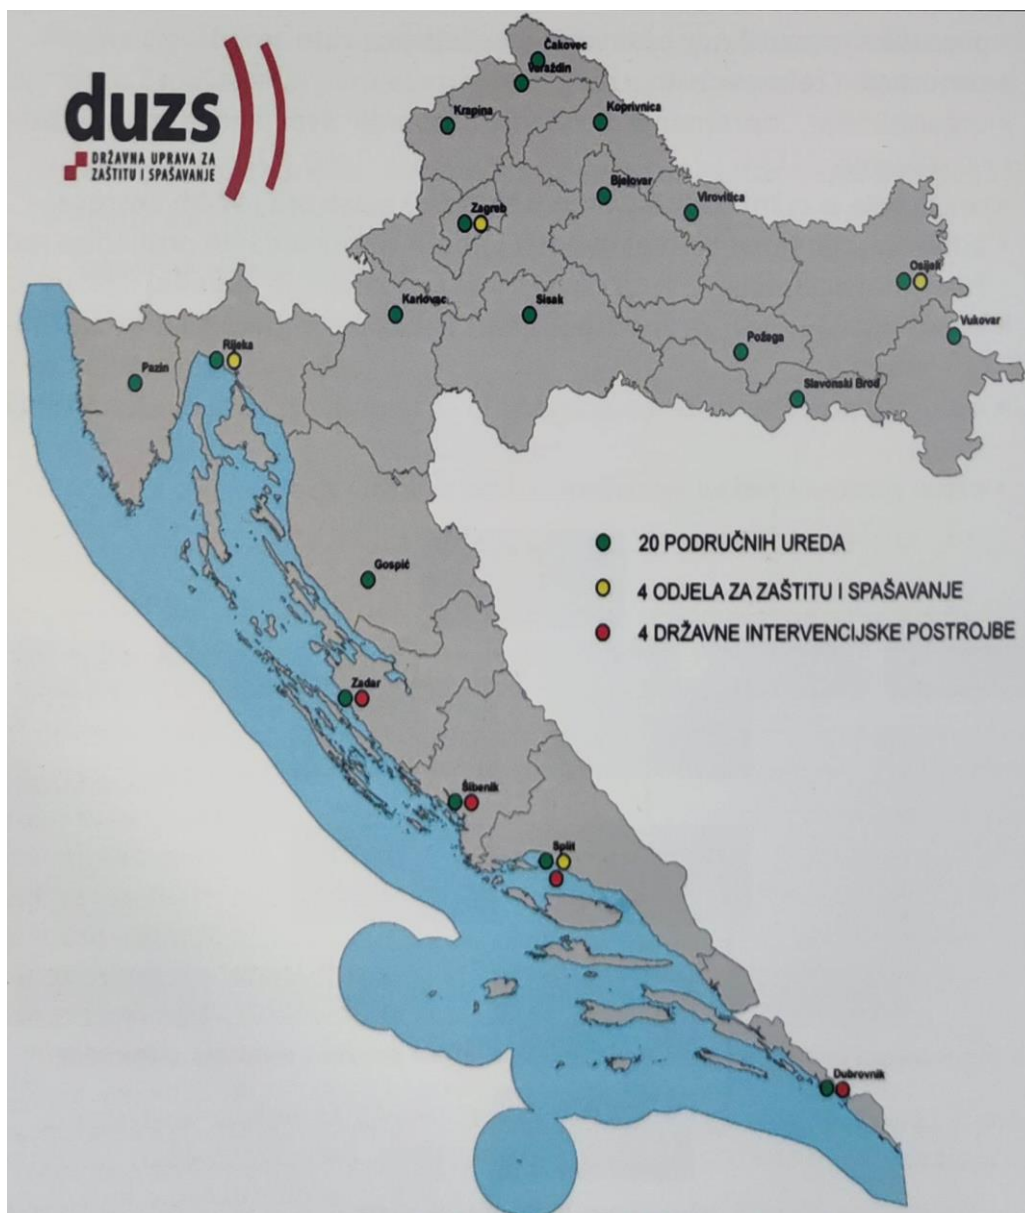 duzs
DRŽAVNA UPRAVA ZA
ZAŠTITU I SPAŠAVANJE
Čakovec
Varaždin
Krapina
Koprivnica
Bjelovar
Virovitica
Zagreb
Osijek
Karlovac
Sisak
Vukovar
Požega
Rijeka
Pazin
Slavonski Brod
20 PODRUČNIH UREDA
4 ODJELA ZA ZAŠTITU I SPAŠAVANJE
4 DRŽAVNE INTERVENCIJSKE POSTROJBE
Gospić
Zadar
Šibenik
Split
Dubrovnik